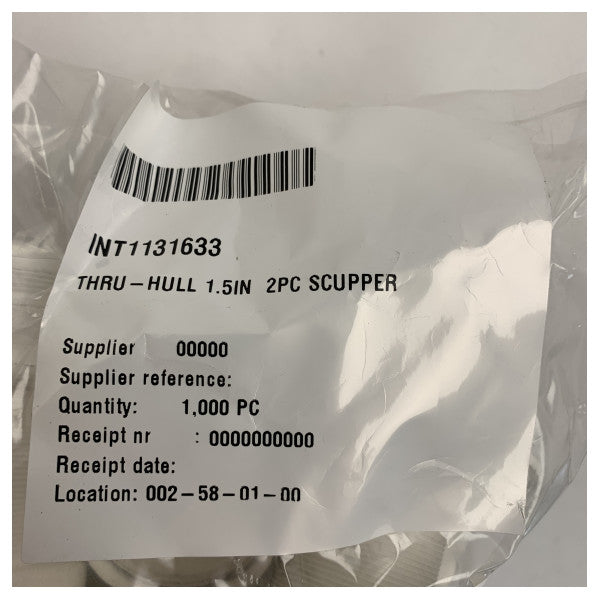 INT1131633
THRU-HULL 1.5IN 2PC SCUPPER
Supplier 00000
Supplier reference:
Quantity: 1,000 PC
Receipt nr : 0000000000
Receipt date:
Location: 002-58-01-00